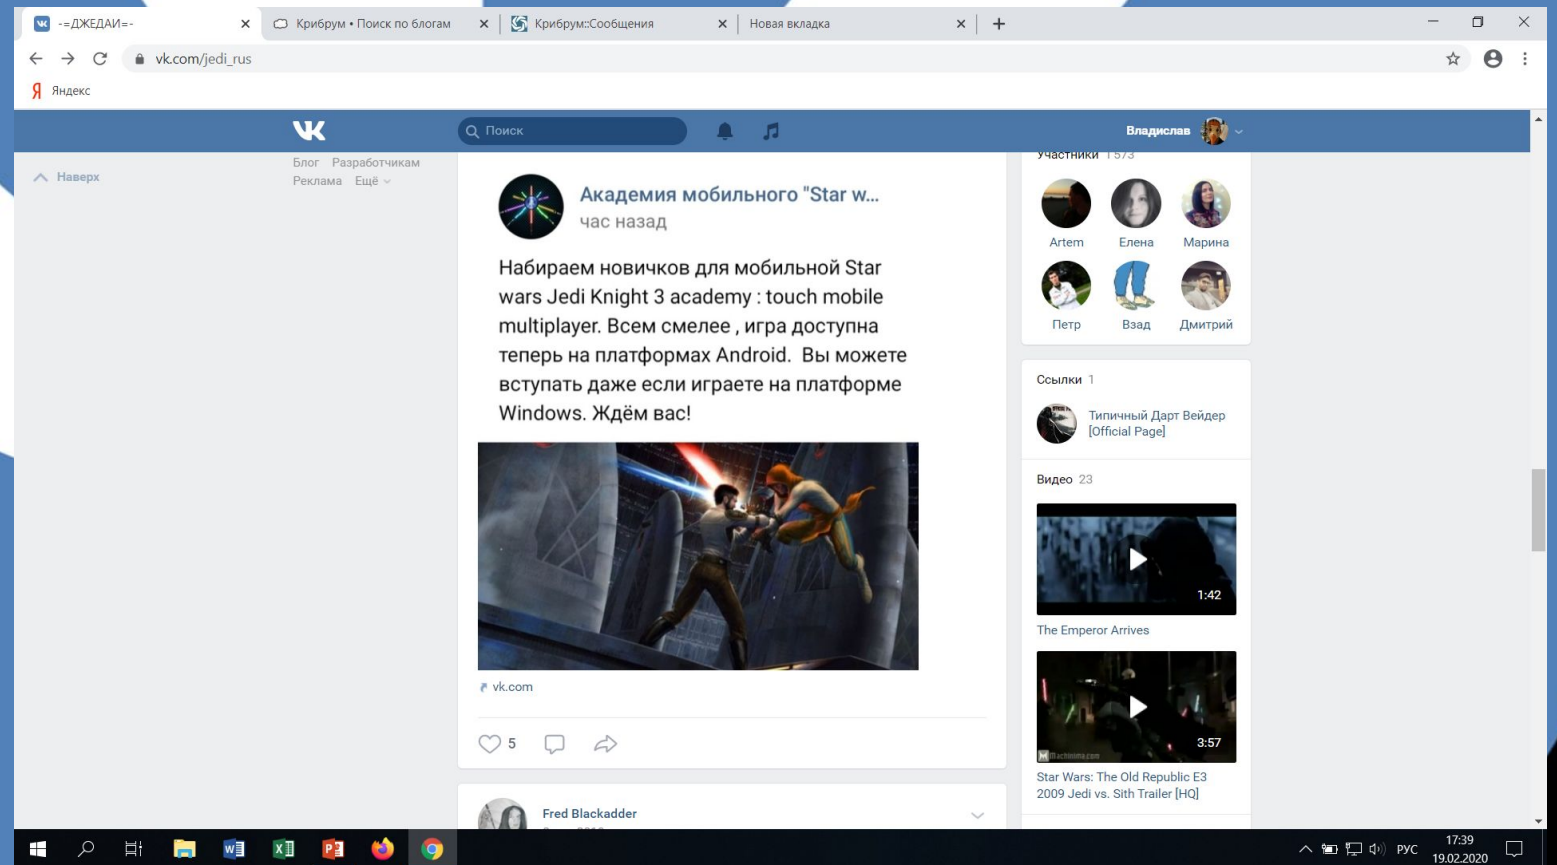 -=ДЖЕДАИ=-
Крибрум • Поиск по блогам
Крибрум::Сообщения
Новая вкладка
vk.com/jedi_rus
Яндекс
Поиск
Владислав
Наверх
Блог Разработчикам
Реклама Ещё
Академия мобильного "Star w...
час назад
Набираем новичков для мобильной Star
wars Jedi Knight 3 academy : touch mobile
multiplayer. Всем смелее , игра доступна
теперь на платформах Android. Вы можете
вступать даже если играете на платформе
Windows. Ждём вас!
vk.com
5
Fred Blackadder
Участники 1 573
Artem Елена Марина
Петр Взад Дмитрий
Ссылки 1
Типичный Дарт Вейдер
[Official Page]
Видео 23
1:42
The Emperor Arrives
3:57
Machinima.com
Star Wars: The Old Republic E3
2009 Jedi vs. Sith Trailer [HQ]
РУС
17:39
19.02.2020